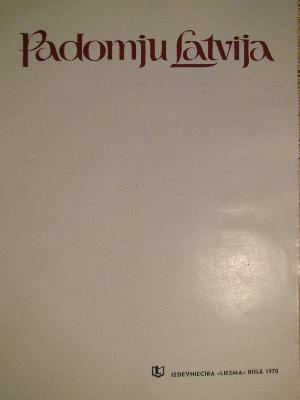 Padomju Latvija
IZDEVNIECĪBA «LIESMA» RĪGĀ 1970